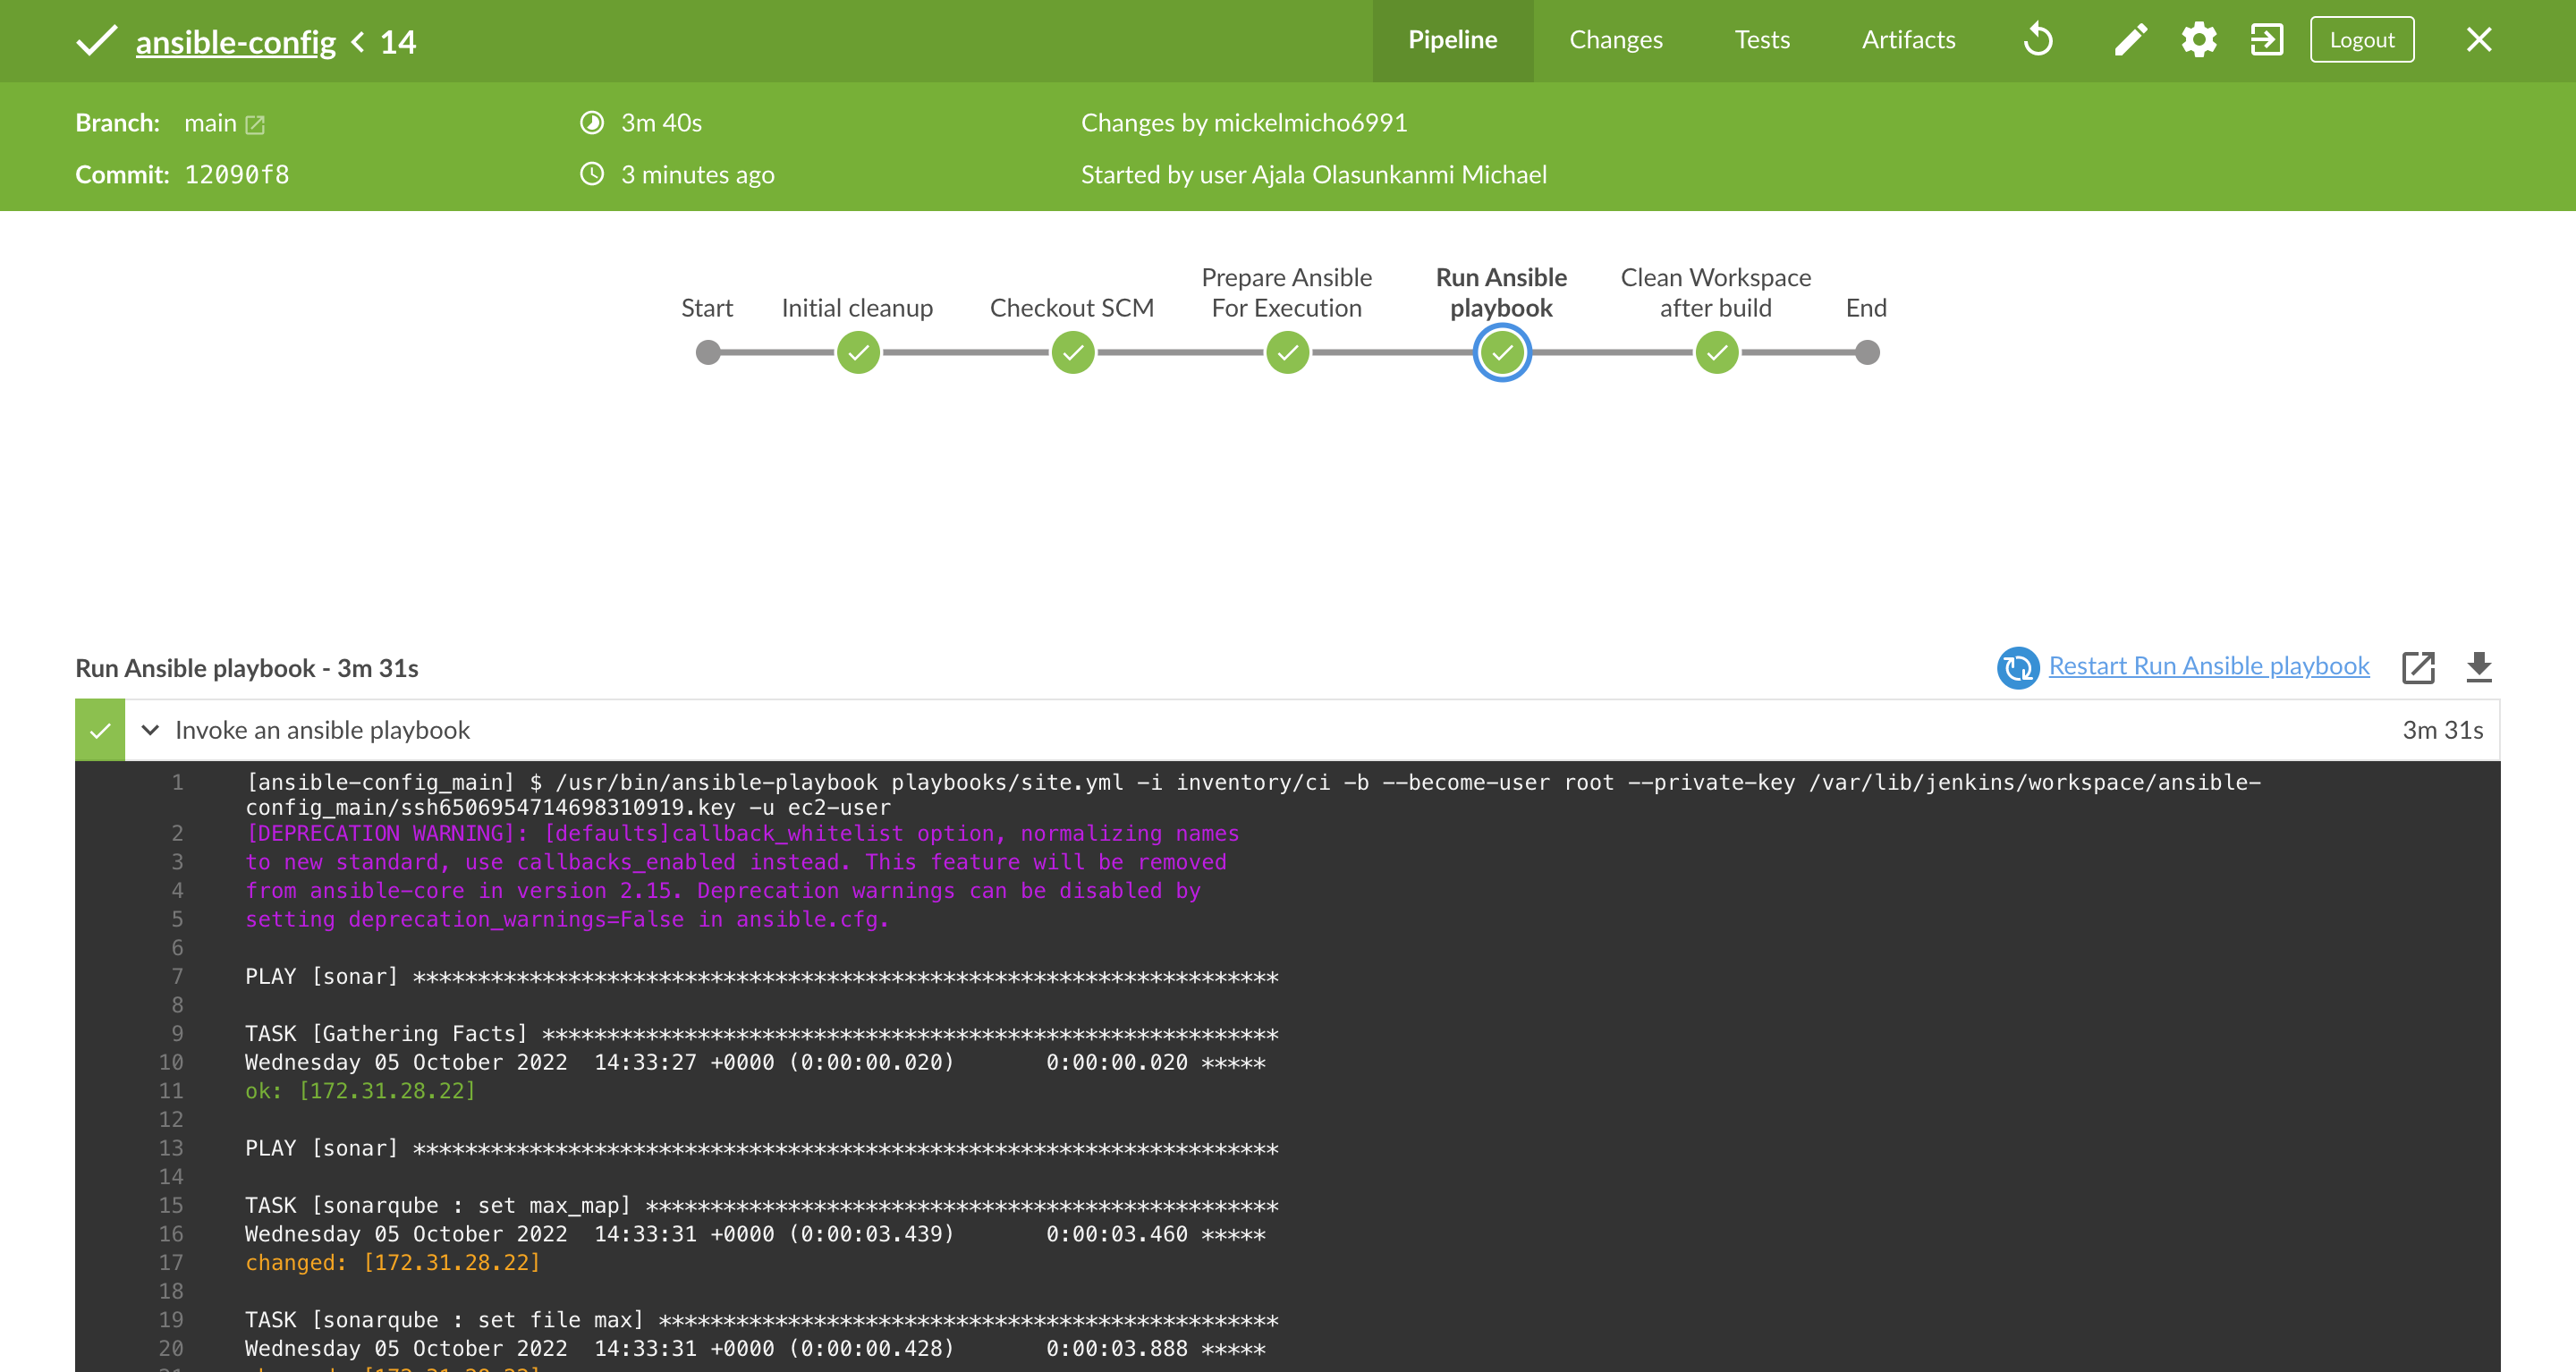 ansible-config < 14
Pipeline
Changes
Tests
Artifacts
Logout
Branch: main
3m 40s
Changes by mickelmicho6991
Commit: 12090f8
3 minutes ago
Started by user Ajala Olasunkanmi Michael
Start
Initial cleanup
Checkout SCM
Prepare Ansible
For Execution
Run Ansible
playbook
Clean Workspace
after build
End
Run Ansible playbook - 3m 31s
Restart Run Ansible playbook
Invoke an ansible playbook
3m 31s
1 [ansible-config_main] $ /usr/bin/ansible-playbook playbooks/site.yml -i inventory/ci -b --become-user root --private-key /var/lib/jenkins/workspace/ansible-
config_main/ssh6506954714698310919.key -u ec2-user
2 [DEPRECATION WARNING]: [defaults]callback_whitelist option, normalizing names
3 to new standard, use callbacks_enabled instead. This feature will be removed
4 from ansible-core in version 2.15. Deprecation warnings can be disabled by
5 setting deprecation_warnings=False in ansible.cfg.
6
7 PLAY [sonar] *******************************************************************
8
9 TASK [Gathering Facts] *********************************************************
10 Wednesday 05 October 2022  14:33:27 +0000 (0:00:00.020)       0:00:00.020 *****
11 ok: [172.31.28.22]
12
13 PLAY [sonar] *******************************************************************
14
15 TASK [sonarqube : set max_map] *************************************************
16 Wednesday 05 October 2022  14:33:31 +0000 (0:00:03.439)       0:00:03.460 *****
17 changed: [172.31.28.22]
18
19 TASK [sonarqube : set file max] ************************************************
20 Wednesday 05 October 2022  14:33:31 +0000 (0:00:00.428)       0:00:03.888 *****